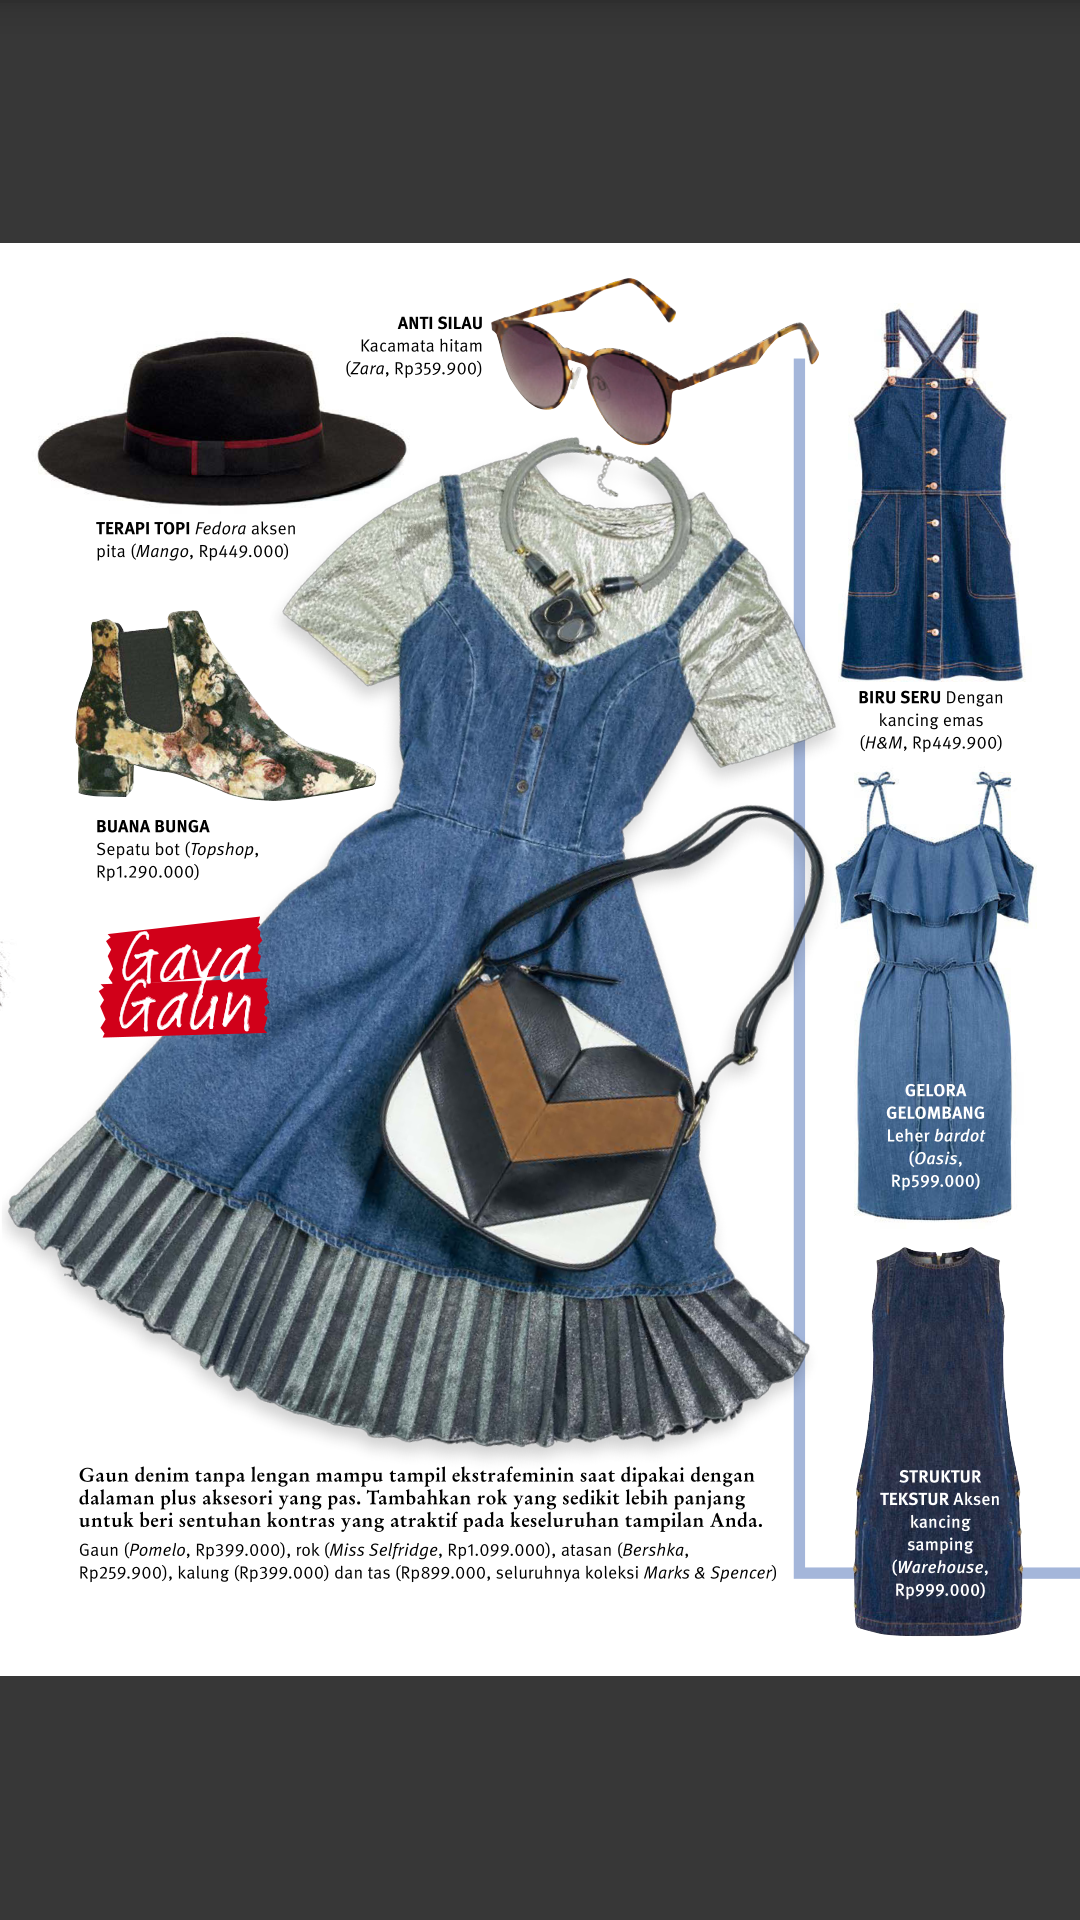 ANTI SILAU
Kacamata hitam
(Zara, Rp359.900)
TERAPI TOPI Fedora aksen
pita (Mango, Rp449.000)
BUANA BUNGA
Sepatu bot (Topshop,
Rp1.290.000)
Gaya
Gaun
BIRU SERU Dengan
kancing emas
(H&M, Rp449.900)
GELORA
GELOMBANG
Leher bardot
(Oasis,
Rp599.000)
STRUKTUR
TEKSTUR Aksen
kancing
samping
(Warehouse,
Rp999.000)
Gaun denim tanpa lengan mampu tampil ekstrafeminin saat dipakai dengan
dalaman plus aksesori yang pas. Tambahkan rok yang sedikit lebih panjang
untuk beri sentuhan kontras yang atraktif pada keseluruhan tampilan Anda.
Gaun (Pomelo, Rp399.000), rok (Miss Selfridge, Rp1.099.000), atasan (Bershka,
Rp259.900), kalung (Rp399.000) dan tas (Rp899.000, seluruhnya koleksi Marks & Spencer)